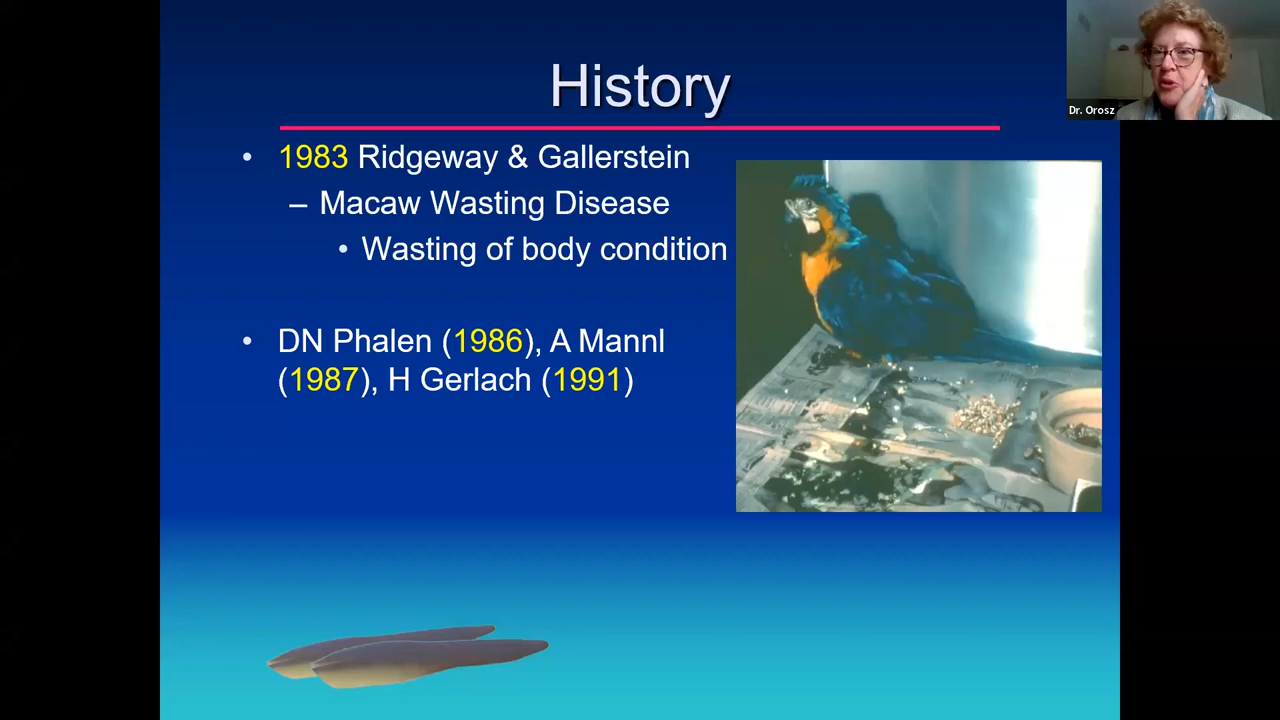 History
• 1983 Ridgeway & Gallerstein
– Macaw Wasting Disease
• Wasting of body condition
• DN Phalen (1986), A Mannl
(1987), H Gerlach (1991)
Dr. Orosz